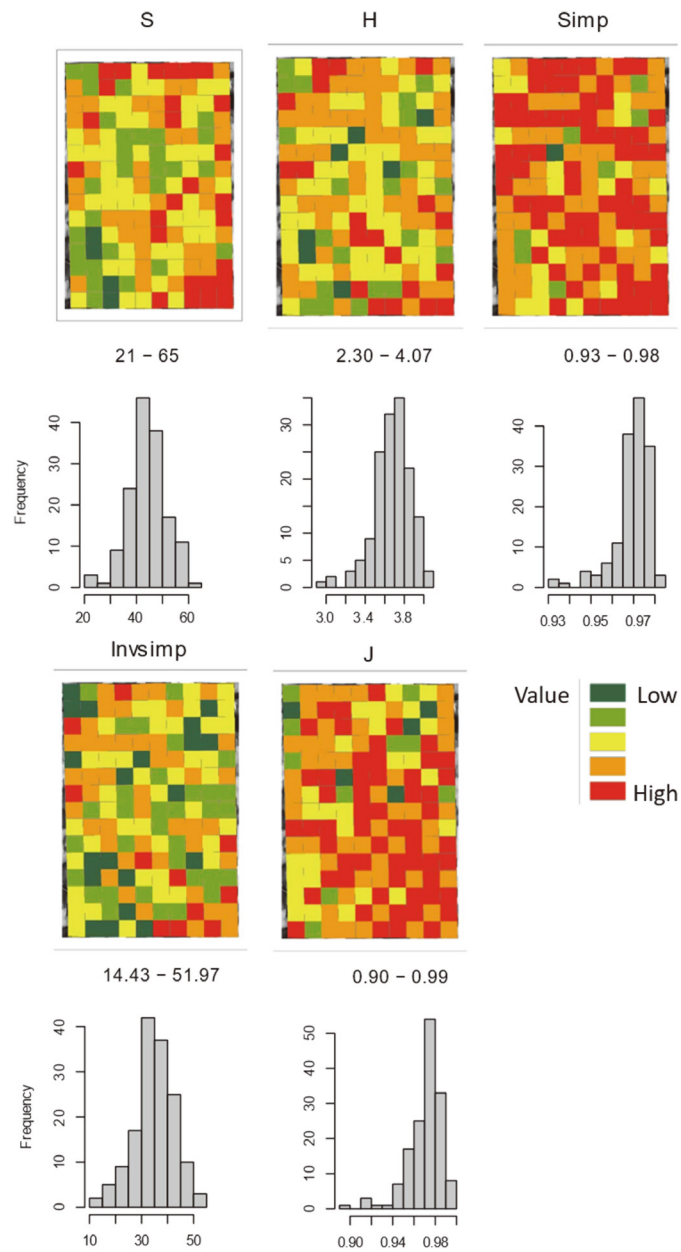 S H Simp
21 – 65 2.30 – 4.07 0.93 – 0.98
Frequency
0 10 20 30 40
20 40 60
0 5 10 20 30
3.0 3.4 3.8
0 10 20 30 40
0.93 0.95 0.97
Invsimp J
Value Low
High
14.43 – 51.97 0.90 – 0.99
Frequency
0 10 20 30 40
10 30 50
0 10 20 30 40 50
0.90 0.94 0.98